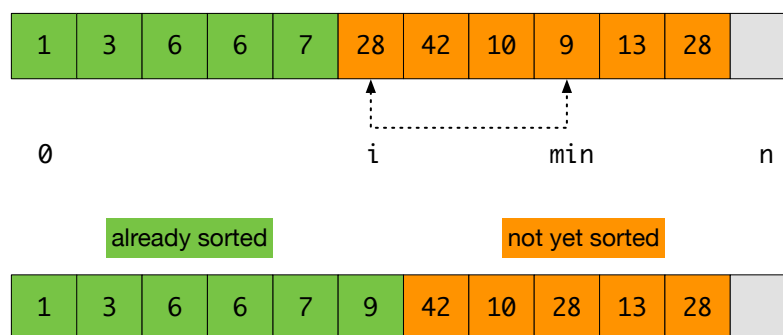 1 3 6 6 7 28 42 10 9 13 28
0 i min n
already sorted not yet sorted
1 3 6 6 7 9 42 10 28 13 28